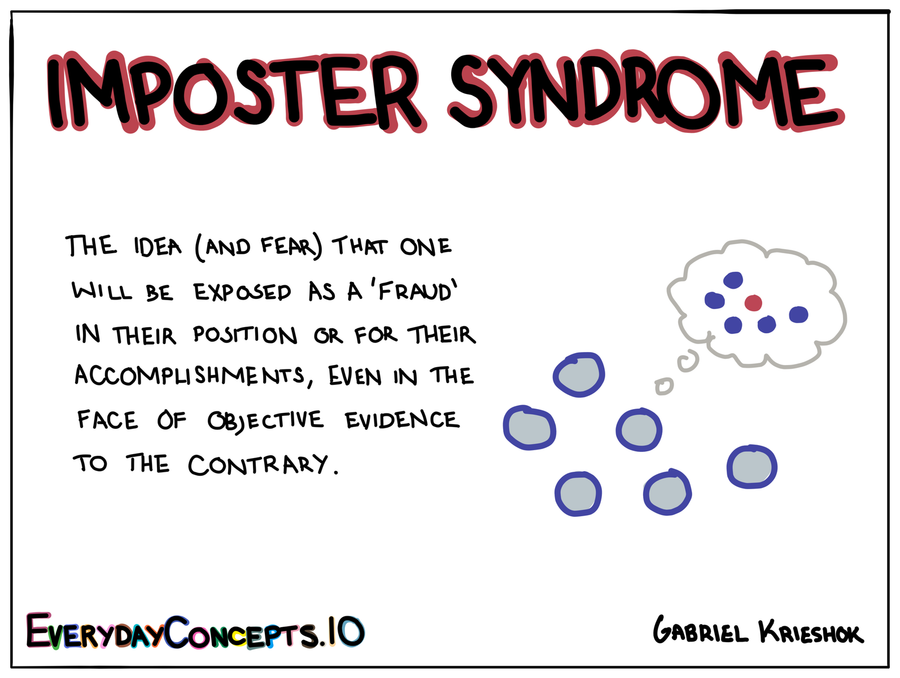 IMPOSTER SYNDROME
THE IDEA (AND FEAR) THAT ONE
WILL BE EXPOSED AS A 'FRAUD'
IN THEIR POSITION OR FOR THEIR
ACCOMPLISHMENTS, EVEN IN THE
FACE OF OBJECTIVE EVIDENCE
TO THE CONTRARY.
EVERYDAYCONCEPTS.IO
GABRIEL KRIESHOK